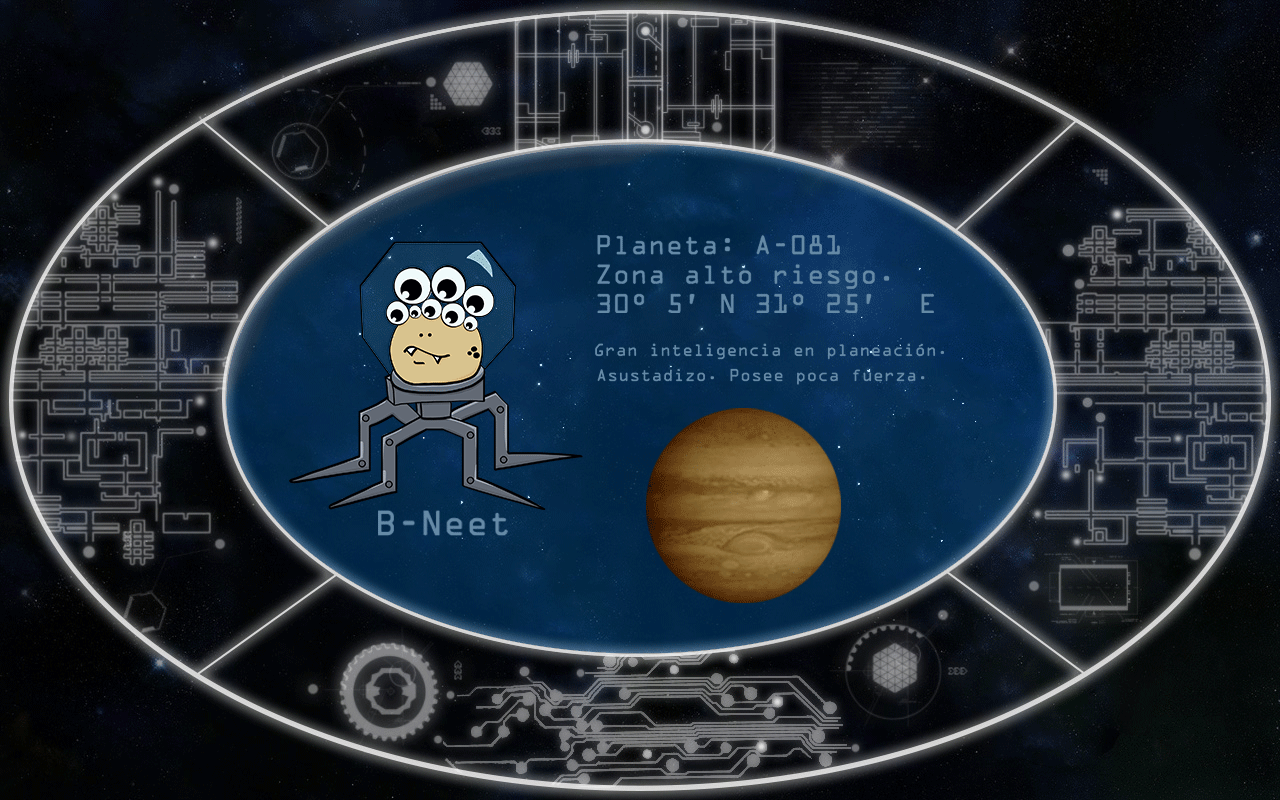 Planeta: A-081
Zona alto riesgo.
30° 5' N 31° 25' E
Gran inteligencia en planeación.
Asustadizo. Posee poca fuerza.
B-Neet